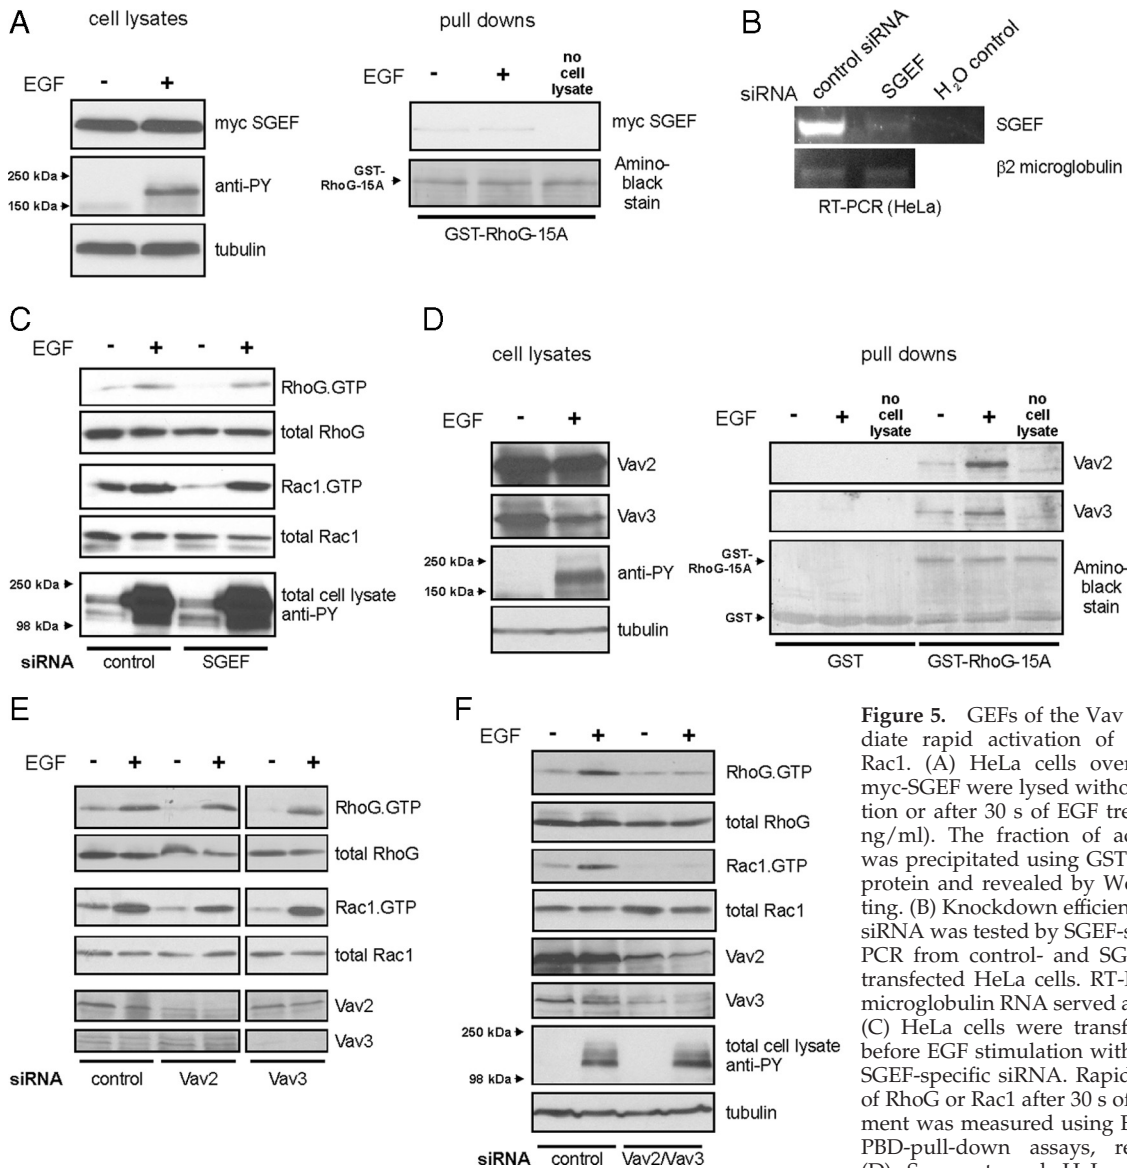 A
cell lysates
pull downs
EGF - +
myc SGEF
250 kDa
150 kDa
anti-PY
tubulin
EGF - + no cell lysate
myc SGEF
GST-RhoG-15A
Amino-black stain
GST-RhoG-15A
B
siRNA control siRNA SGEF H2O control
SGEF
β2 microglobulin
RT-PCR (HeLa)
C
EGF - + - +
RhoG.GTP
total RhoG
Rac1.GTP
total Rac1
250 kDa
98 kDa
total cell lysate
anti-PY
siRNA control SGEF
D
cell lysates
pull downs
EGF - +
Vav2
Vav3
250 kDa
150 kDa
anti-PY
tubulin
EGF - + no cell lysate - + no cell lysate
Vav2
Vav3
GST-RhoG-15A
GST
Amino-black stain
GST GST-RhoG-15A
E
EGF - + - + - +
RhoG.GTP
total RhoG
Rac1.GTP
total Rac1
Vav2
Vav3
siRNA control Vav2 Vav3
F
EGF - + - +
RhoG.GTP
total RhoG
Rac1.GTP
total Rac1
Vav2
Vav3
250 kDa
98 kDa
total cell lysate
anti-PY
tubulin
siRNA control Vav2/Vav3
Figure 5. GEFs of the Vav
diate rapid activation of
Rac1. (A) HeLa cells over
myc-SGEF were lysed witho
tion or after 30 s of EGF tre
ng/ml). The fraction of ac
was precipitated using GST
protein and revealed by We
ting. (B) Knockdown efficien
siRNA was tested by SGEF-s
PCR from control- and SG
transfected HeLa cells. RT-
microglobulin RNA served a
(C) HeLa cells were transf
before EGF stimulation with
SGEF-specific siRNA. Rapid
of RhoG or Rac1 after 30 s of
ment was measured using
PBD-pull-down assays, re